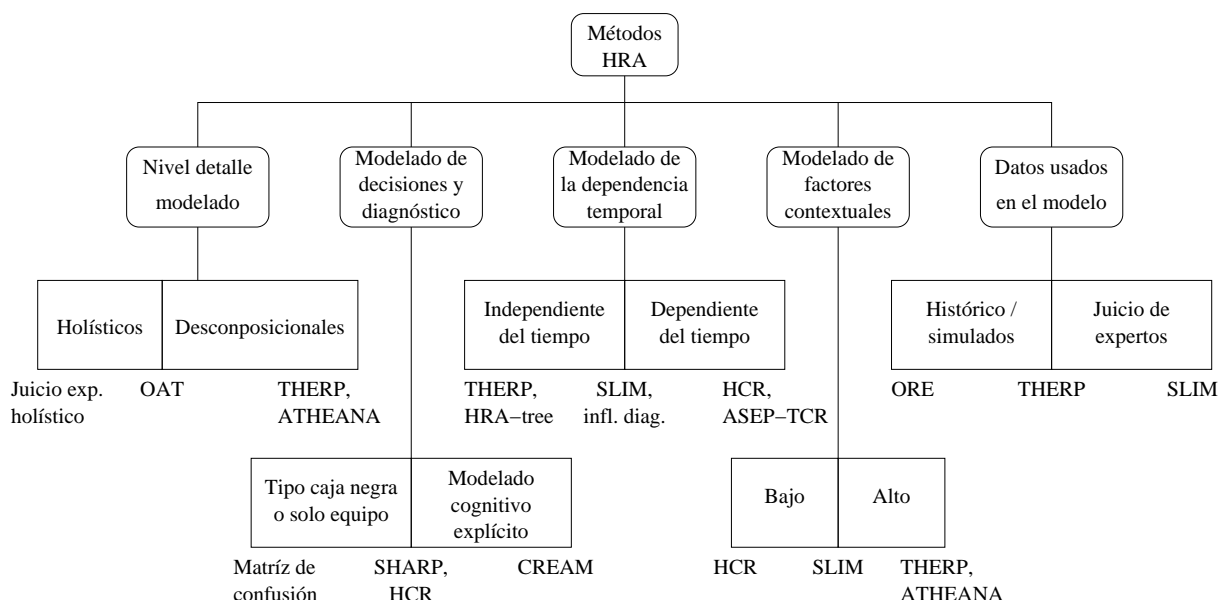 Métodos
HRA
Nivel detalle
modelado
Modelado de
decisiones y
diagnóstico
Modelado de
la dependencia
temporal
Modelado de
factores
contextuales
Datos usados
en el modelo
Holísticos
Desconposicionales
Independiente
del tiempo
Dependiente
del tiempo
Histórico /
simulados
Juicio de
expertos
Juicio exp.
holístico
OAT
THERP,
ATHEANA
THERP,
HRA−tree
SLIM,
infl. diag.
HCR,
ASEP−TCR
ORE
THERP
SLIM
Tipo caja negra
o solo equipo
Modelado
cognitivo
explícito
Bajo
Alto
Matríz de
confusión
SHARP,
HCR
CREAM
HCR
SLIM
THERP,
ATHEANA